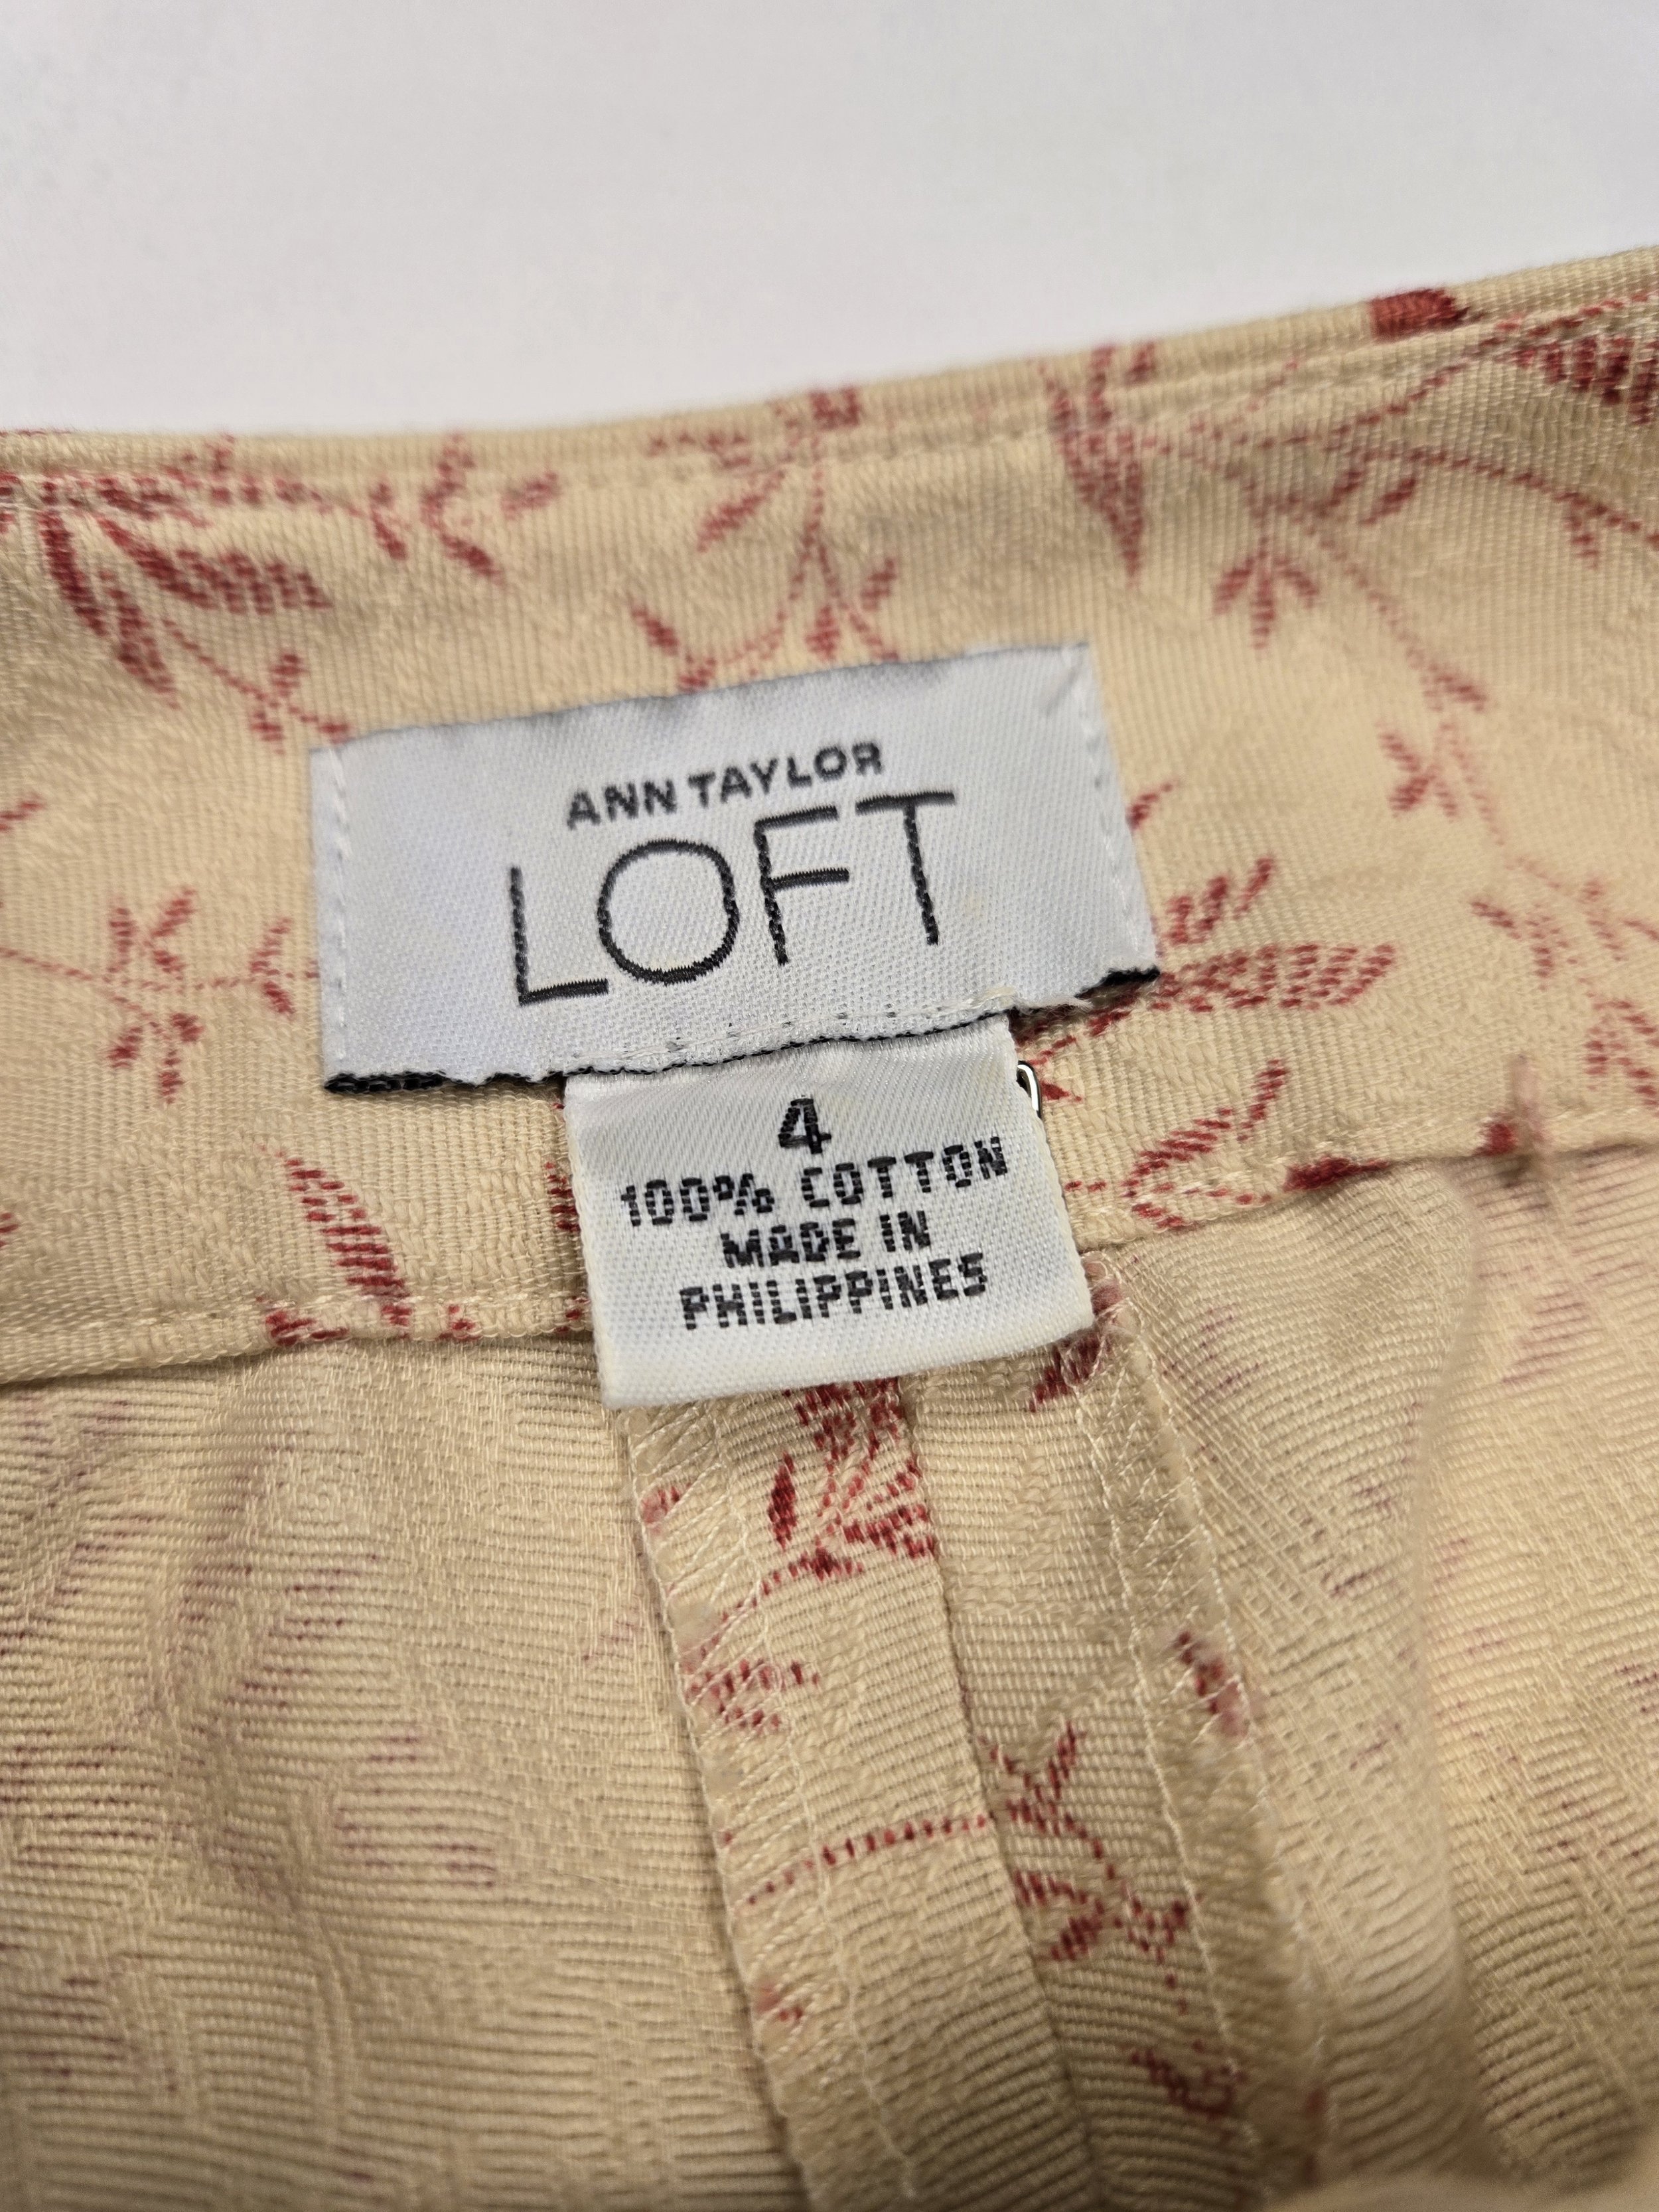 ANN TAYLOR
LOFT
4
100% COTTON
MADE IN
PHILIPPINES